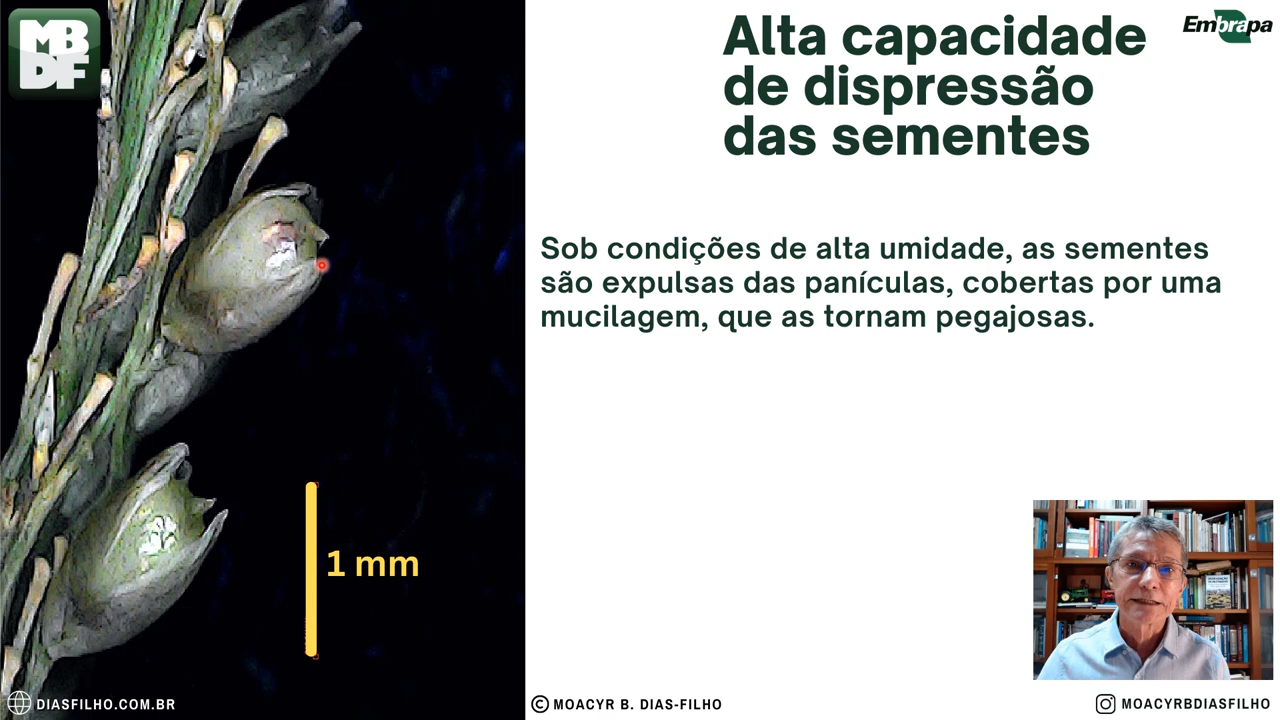 MB
DF
Alta capacidade
de dispressão
das sementes
Embrapa
Sob condições de alta umidade, as sementes
são expulsas das panículas, cobertas por uma
mucilagem, que as tornam pegajosas.
1 mm
DIASFILHO.COM.BR
© MOACYR B. DIAS-FILHO
MOACYRBDIASFILHO